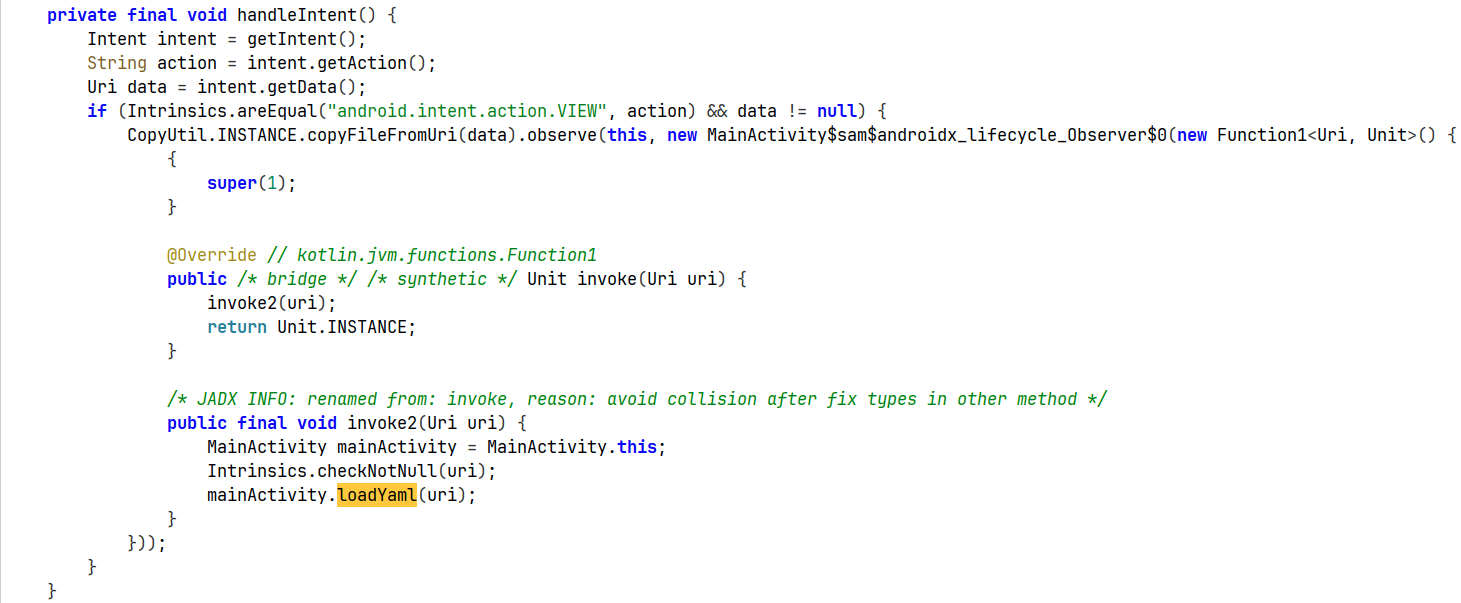 private final void handleIntent() {
Intent intent = getIntent();
String action = intent.getAction();
Uri data = intent.getData();
if (Intrinsics.areEqual("android.intent.action.VIEW", action) && data != null) {
CopyUtil.INSTANCE.copyFileFromUri(data).observe(this, new MainActivity$sam$androidx_lifecycle_Observer$0(new Function1<Uri, Unit>() {
{
super(1);
}
@Override // kotlin.jvm.functions.Function1
public /* bridge */ /* synthetic */ Unit invoke(Uri uri) {
invoke2(uri);
return Unit.INSTANCE;
}
/* JADX INFO: renamed from: invoke, reason: avoid collision after fix types in other method */
public final void invoke2(Uri uri) {
MainActivity mainActivity = MainActivity.this;
Intrinsics.checkNotNull(uri);
mainActivity.loadYaml(uri);
}
}));
}
}